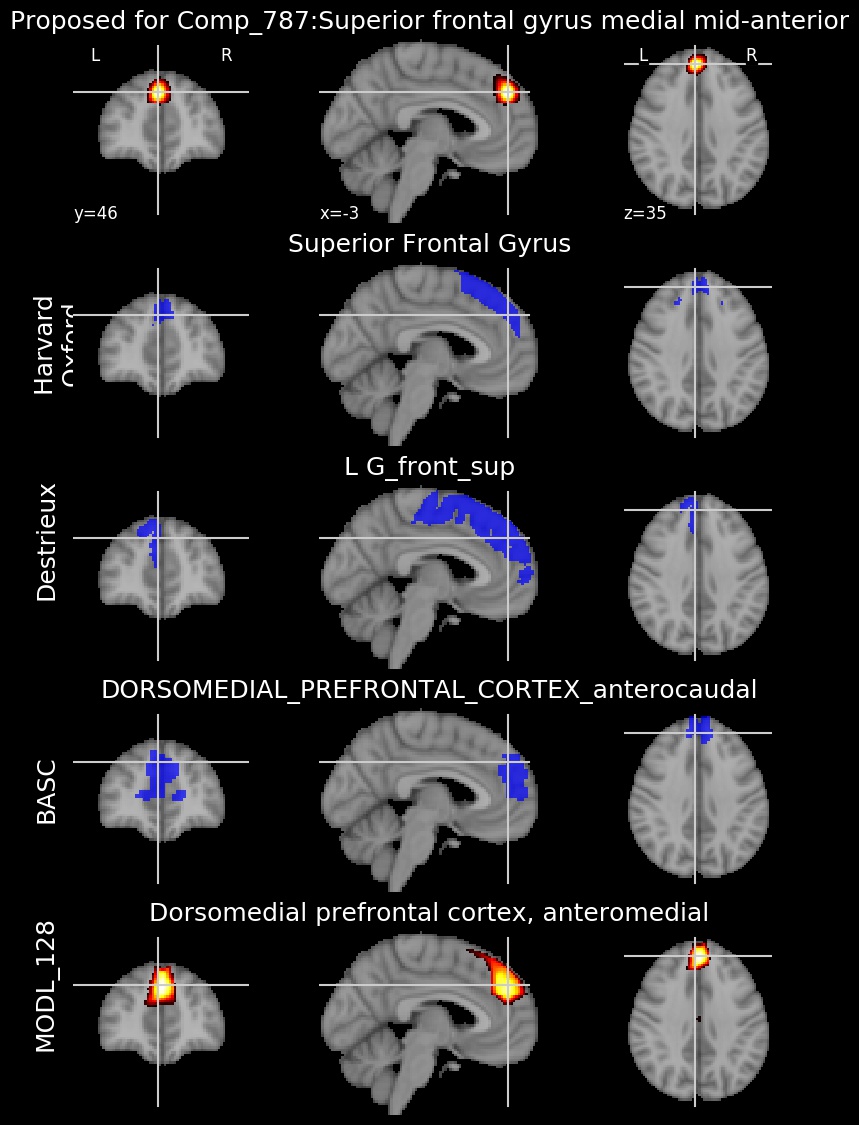 Proposed for Comp_787:Superior frontal gyrus medial mid-anterior
L R L R
y=46 x=-3 z=35
Superior Frontal Gyrus
Harvard
Oxford
L G_front_sup
Destrieux
DORSOMEDIAL_PREFRONTAL_CORTEX_anterocaudal
BASC
Dorsomedial prefrontal cortex, anteromedial
MODL_128